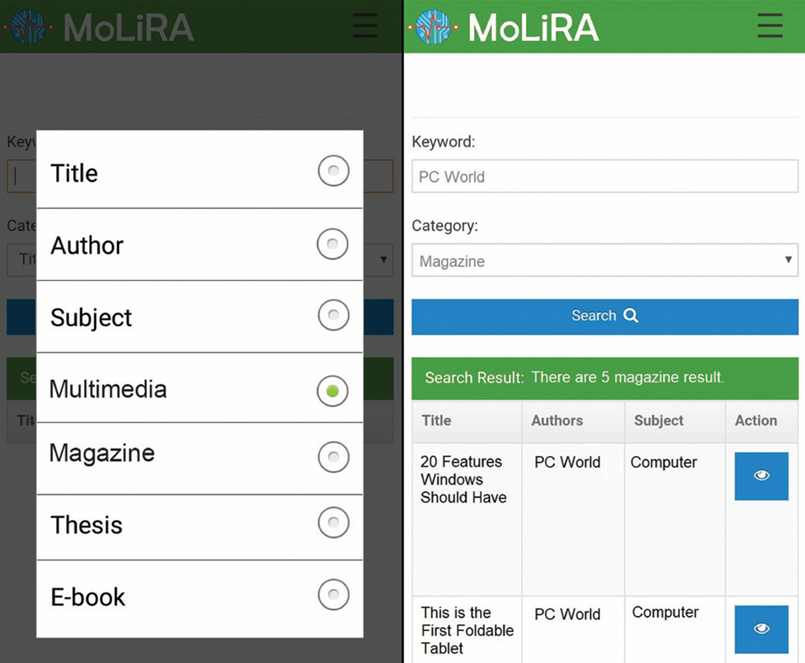 MoLiRA
Title
Author
Subject
Multimedia
Magazine
Thesis
E-book
Key
Cate
Tit
Se
Tit
MoLiRA
Keyword:
PC World
Category:
Magazine
Search
Search Result: There are 5 magazine result.
Title Authors Subject Action
20 Features Windows Should Have PC World Computer
This is the First Foldable Tablet PC World Computer